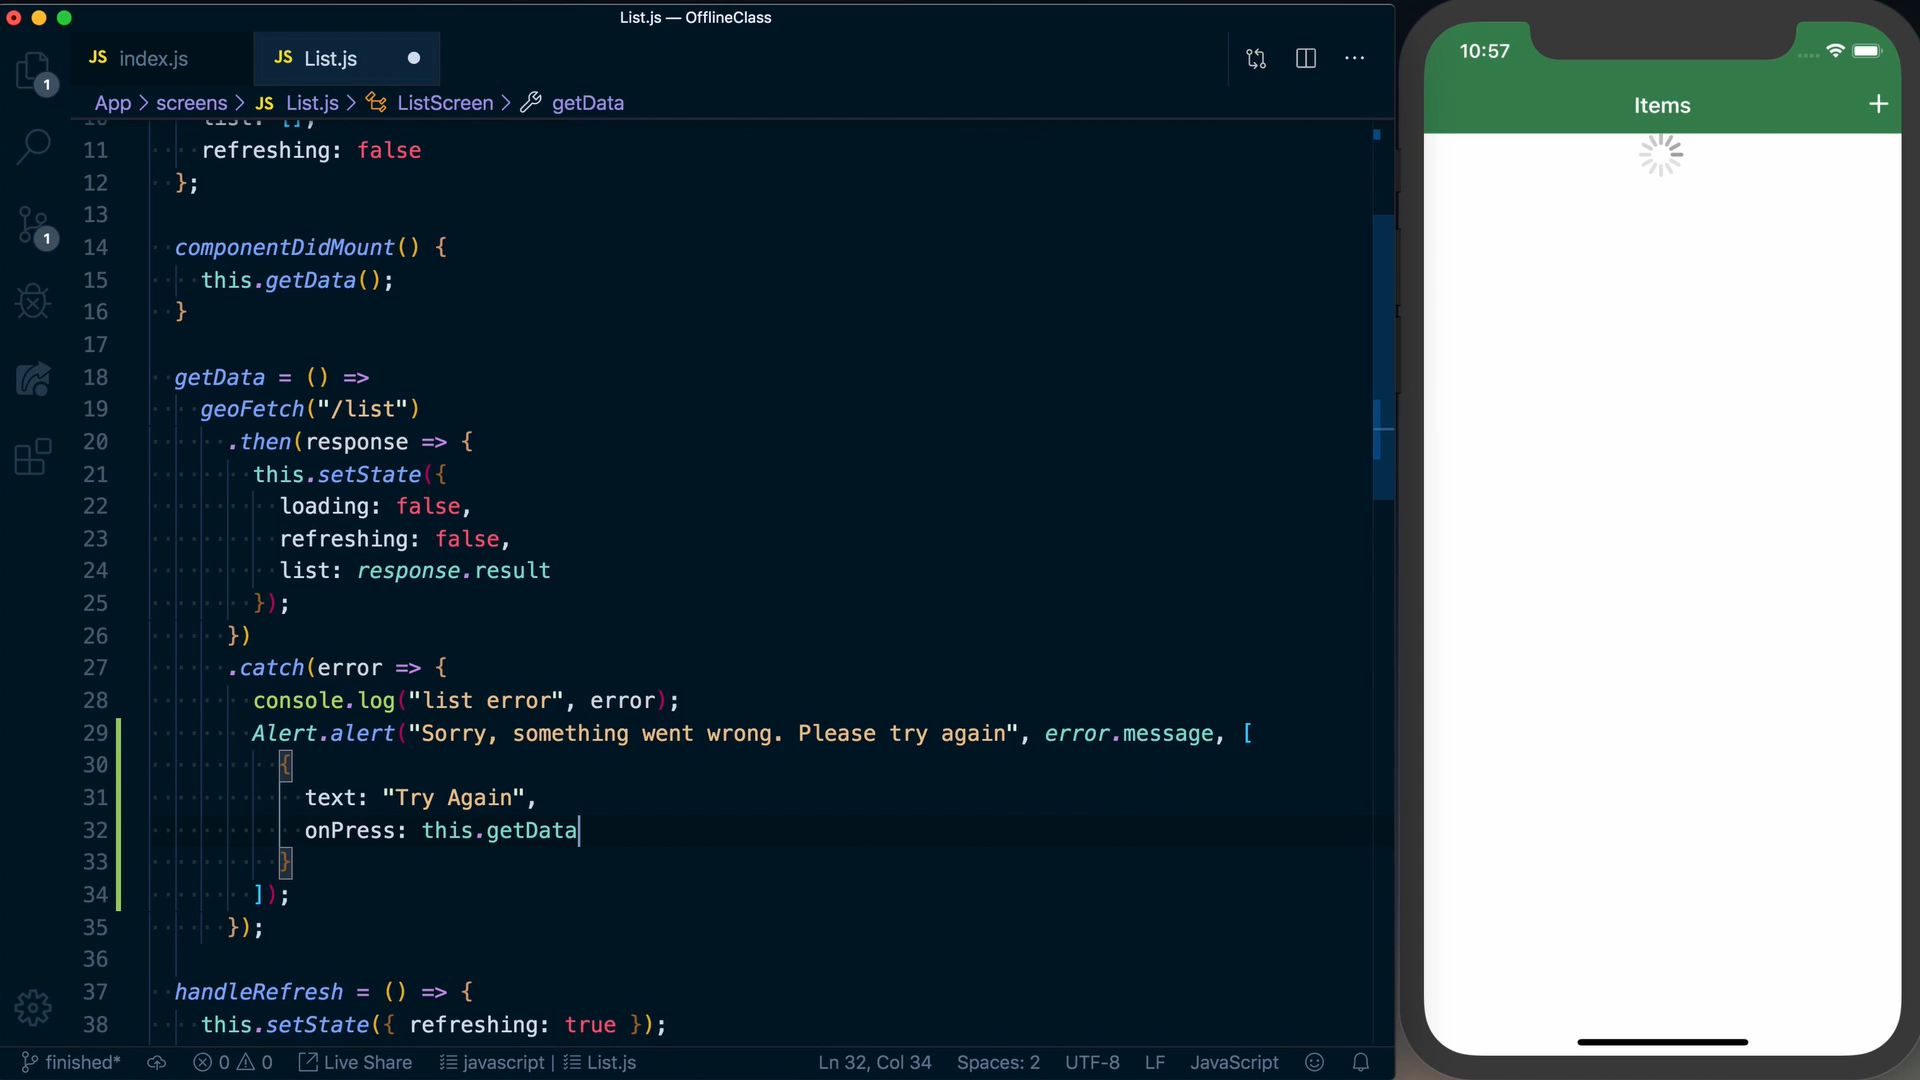 List.js — OfflineClass
JS index.js
JS List.js
App > screens > JS List.js > ListScreen > getData
1
1
10 list: [],
11 refreshing: false
12 };
13
14 componentDidMount() {
15 this.getData();
16 }
17
18 getData = () =>
19 geoFetch("/list")
20 .then(response => {
21 this.setState({
22 loading: false,
23 refreshing: false,
24 list: response.result
25 });
26 })
27 .catch(error => {
28 console.log("list error", error);
29 Alert.alert("Sorry, something went wrong. Please try again", error.message, [
30 {
31 text: "Try Again",
32 onPress: this.getData
33 }
34 ]);
35 });
36
37 handleRefresh = () => {
38 this.setState({ refreshing: true });
finished* 0 0 Live Share javascript | List.js Ln 32, Col 34 Spaces: 2 UTF-8 LF JavaScript
10:57
Items +